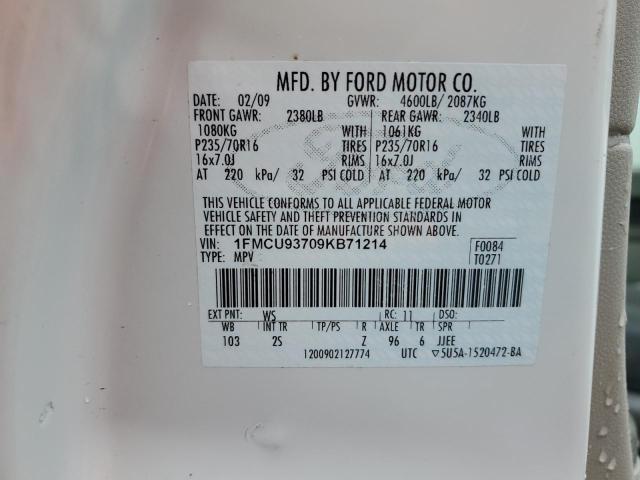 MFD. BY FORD MOTOR CO.
DATE: 02/09 GVWR: 4600LB/ 2087KG
FRONT GAWR: 2380LB REAR GAWR: 2340LB
1080KG WITH 1061KG WITH
P235/70R16 TIRES P235/70R16 TIRES
16x7.0J RIMS 16x7.0J RIMS
AT 220 kPa/ 32 PSI COLD AT 220 kPa/ 32 PSI COLD
THIS VEHICLE CONFORMS TO ALL APPLICABLE FEDERAL MOTOR
VEHICLE SAFETY AND THEFT PREVENTION STANDARDS IN
EFFECT ON THE DATE OF MANUFACTURE SHOWN ABOVE.
VIN: 1FMCU93709KB71214 F0084
TYPE: MPV T0271
EXT PNT: WS RC: 11 DSO:
WB INT TR TP/PS R AXLE TR SPR
103 2S Z 96 6 JJEE
1200902127774 UTC ▽5U5A-1520472-BA